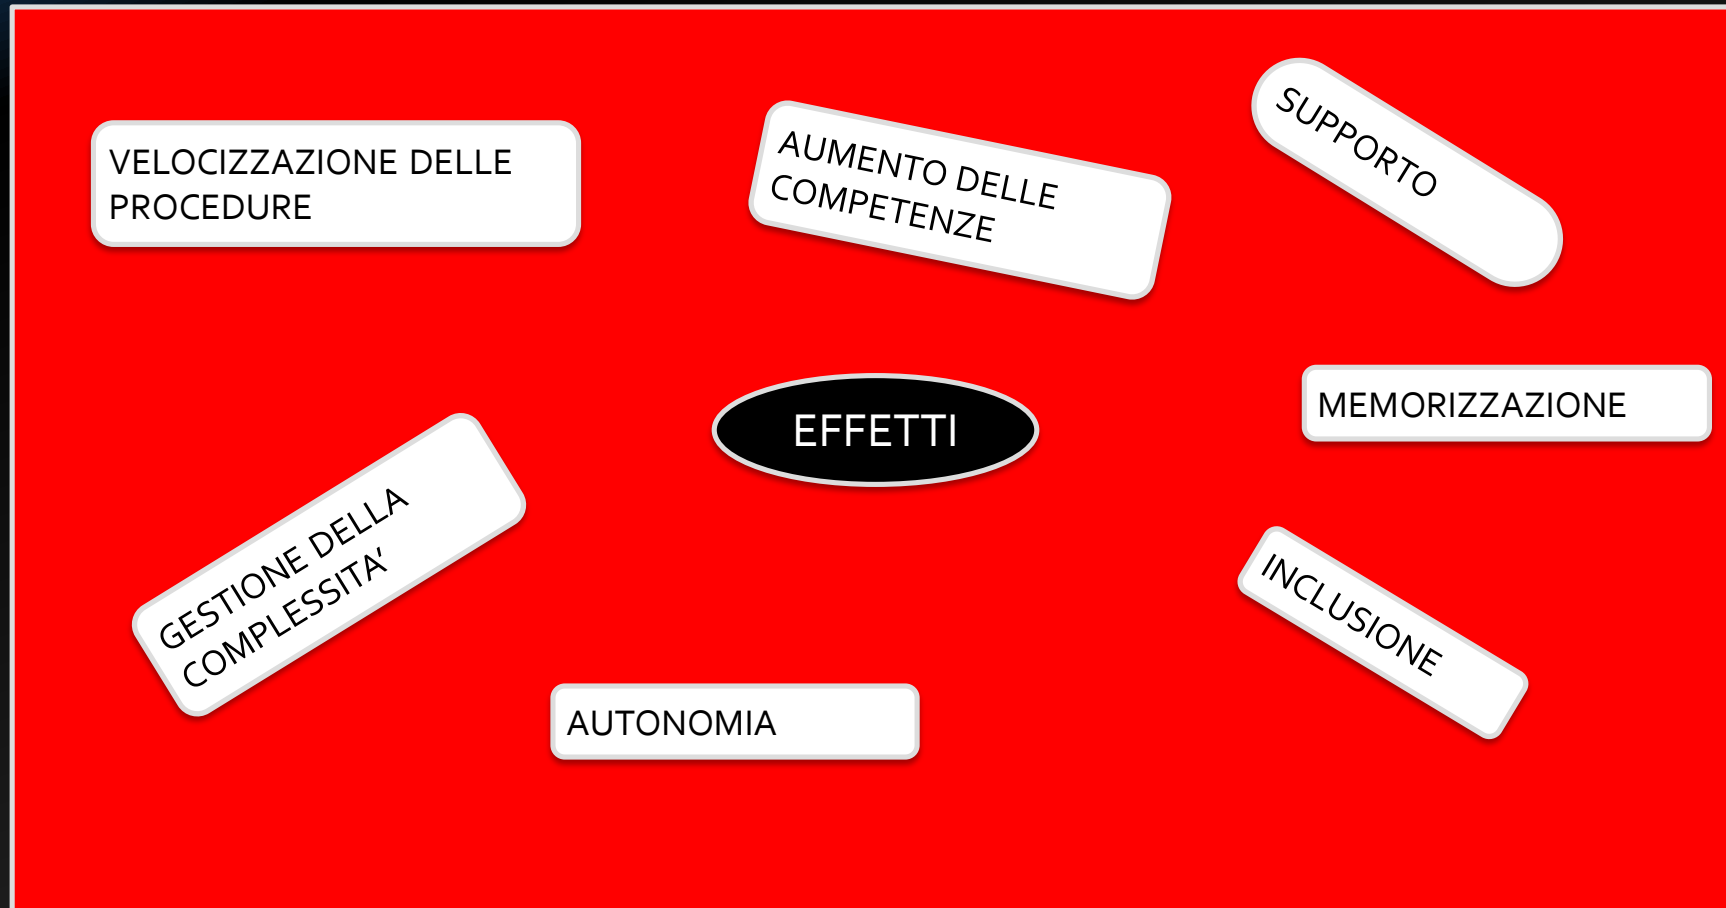 VELOCIZZAZIONE DELLE
PROCEDURE
AUMENTO DELLE
COMPETENZE
SUPPORTO
EFFETTI
MEMORIZZAZIONE
GESTIONE DELLA
COMPLESSITA'
INCLUSIONE
AUTONOMIA